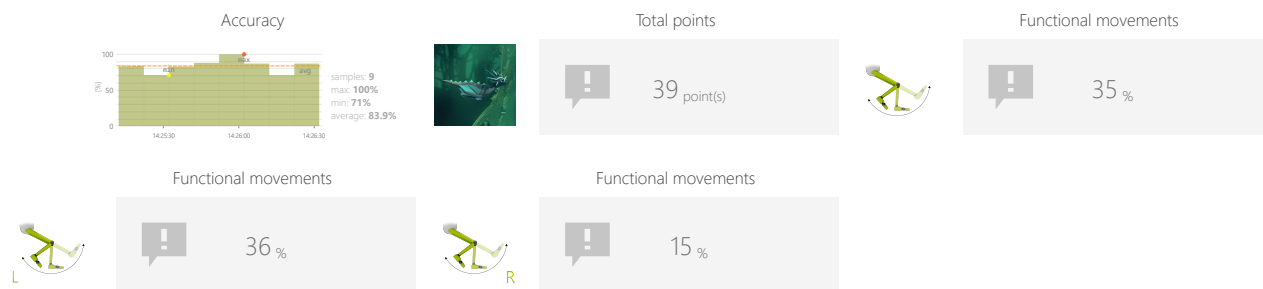 Accuracy
Total points
Functional movements
100
max
min
avg
[%]
50
0
14:25:30
14:26:00
14:26:30
samples: 9
max: 100%
min: 71%
average: 83.9%
39 point(s)
35 %
Functional movements
Functional movements
L
36 %
R
15 %